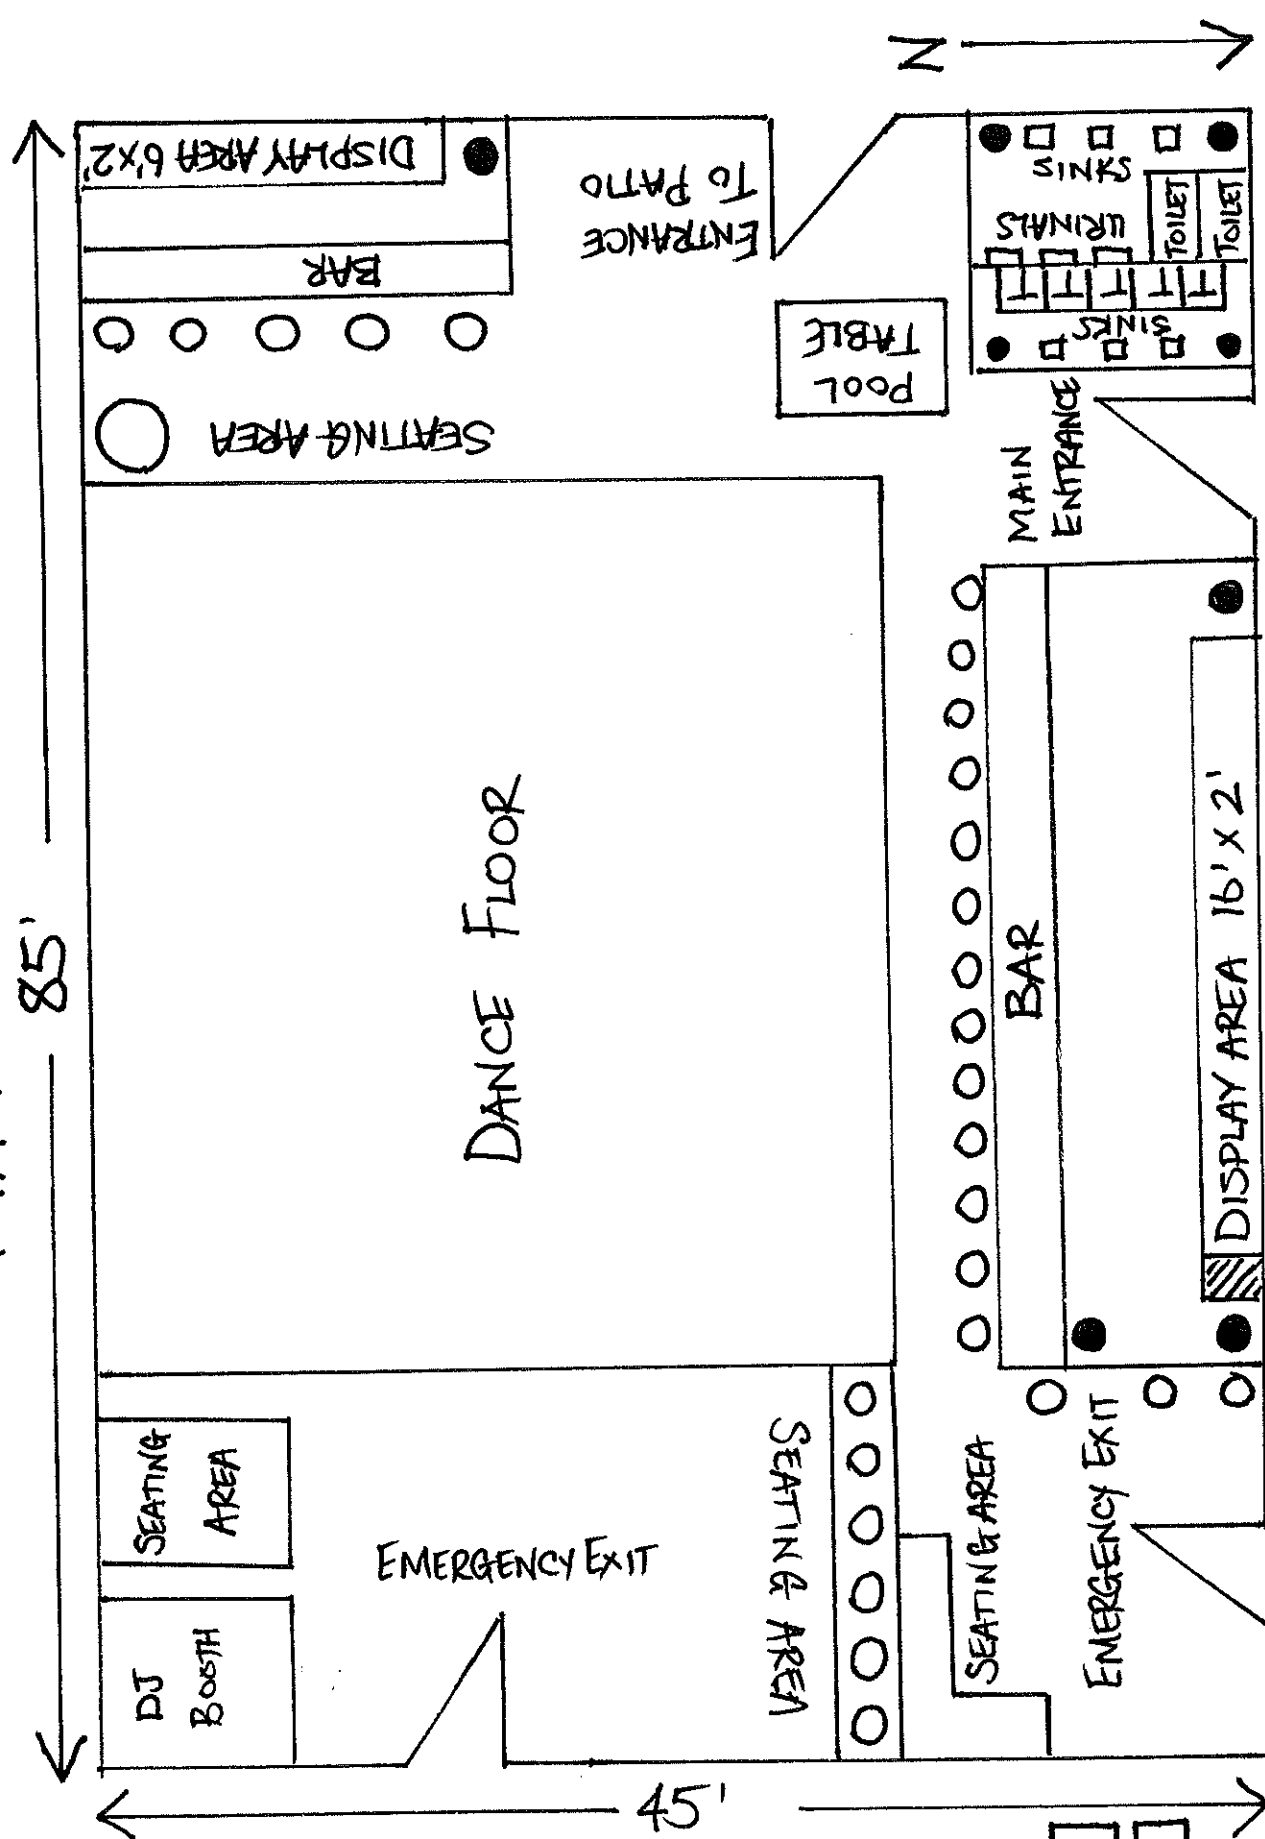 85'
DJ
BOOTH
SEATING
AREA
EMERGENCY EXIT
DANCE FLOOR
SEATING AREA
BAR
DISPLAY AREA 6'x2'
ENTRANCE
TO PATIO
45'
SEATING AREA
POOL
TABLE
N
SEATING AREA
EMERGENCY EXIT
BAR
DISPLAY AREA 16' x 2'
MAIN
ENTRANCE
SINKS
T
T
T
T
T
URINALS
SINKS
TOILET
TOILET